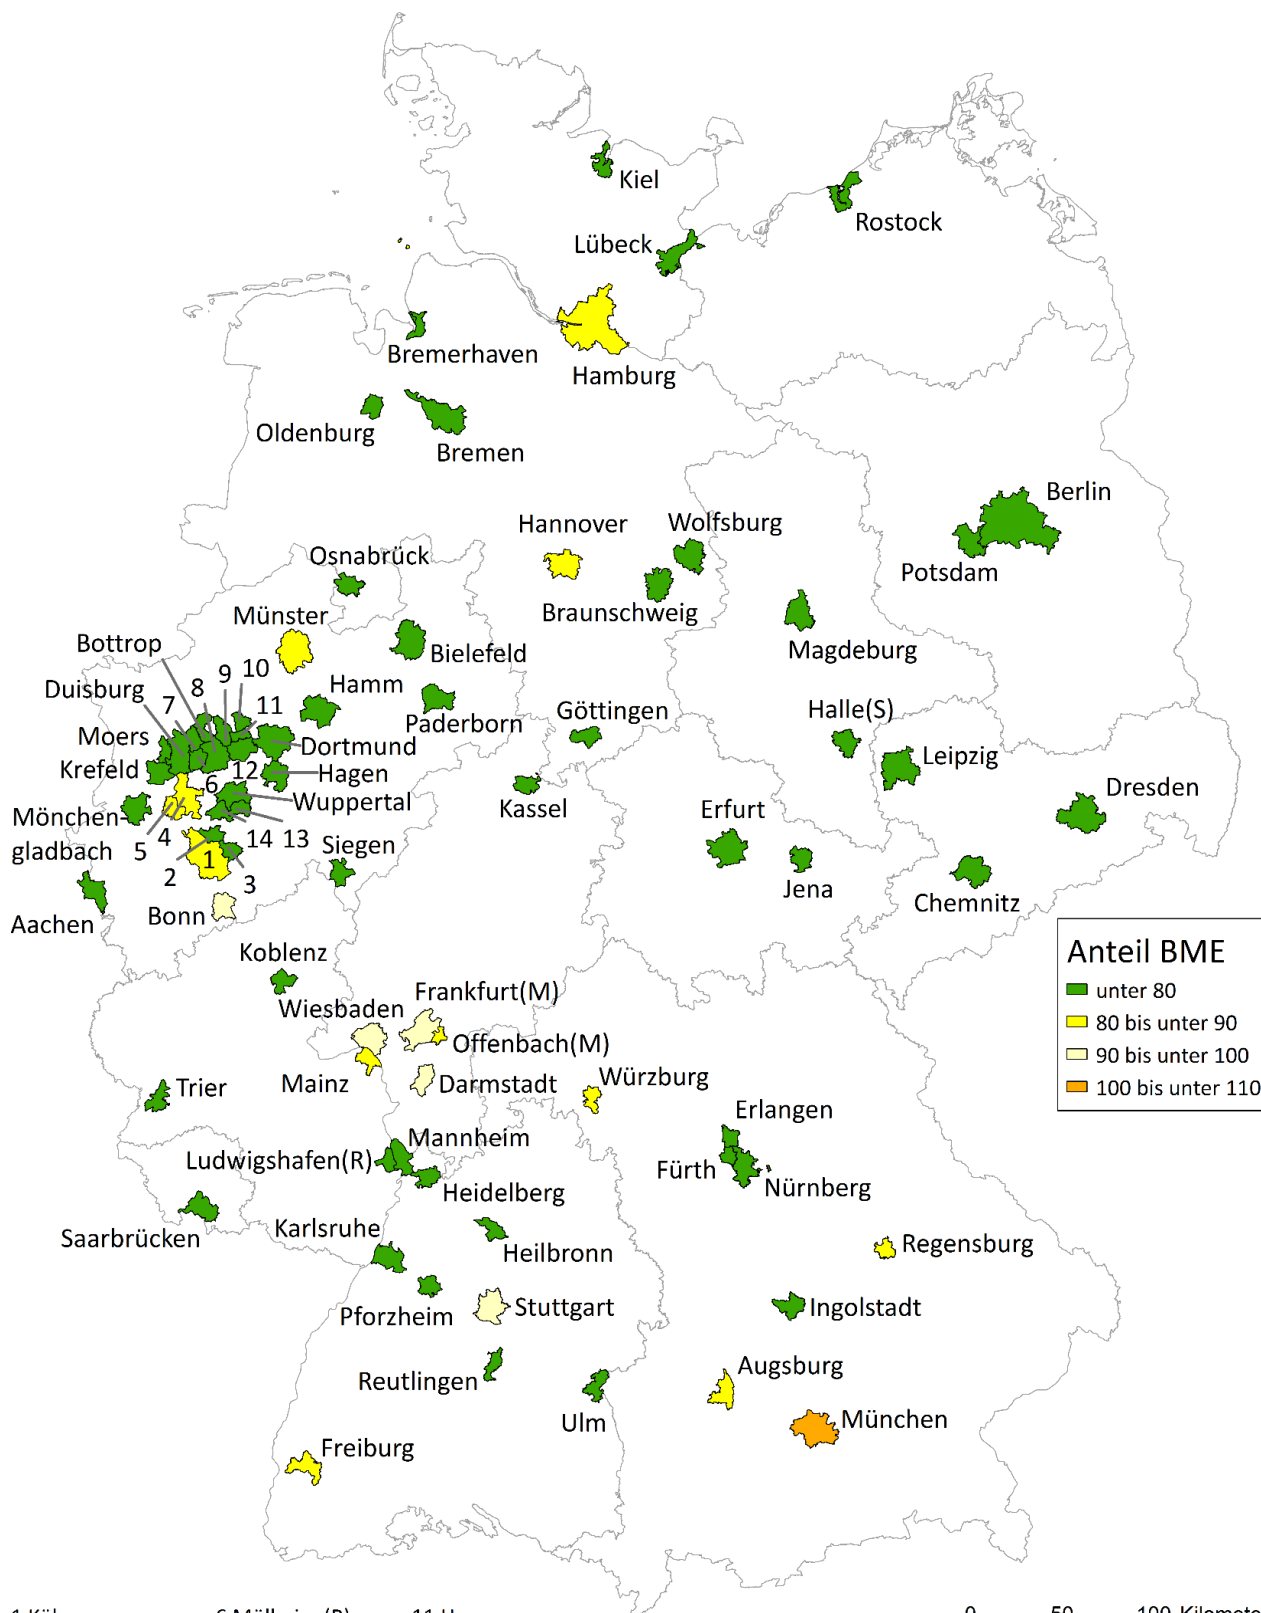 Kiel
Rostock
Lübeck
Bremerhaven
Hamburg
Oldenburg
Bremen
Berlin
Hannover
Wolfsburg
Osnabrück
Potsdam
Braunschweig
Münster
Bottrop
Bielefeld
Magdeburg
9 10
Duisburg
8
Hamm
7
11
Paderborn
Göttingen
Halle(S)
Moers
Dortmund
Leipzig
Krefeld
12
Hagen
6
Wuppertal
Kassel
Erfurt
Dresden
Mönchen-
gladbach
5
4
14
13
Siegen
1
2
3
Jena
Chemnitz
Aachen
Bonn
Koblenz
Anteil BME
unter 80
80 bis unter 90
90 bis unter 100
100 bis unter 110
Frankfurt(M)
Wiesbaden
Offenbach(M)
Mainz
Darmstadt
Würzburg
Trier
Erlangen
Mannheim
Ludwigshafen(R)
Fürth
Nürnberg
Heidelberg
Saarbrücken
Karlsruhe
Heilbronn
Regensburg
Pforzheim
Stuttgart
Ingolstadt
Augsburg
Reutlingen
Ulm
München
Freiburg
0 50 100